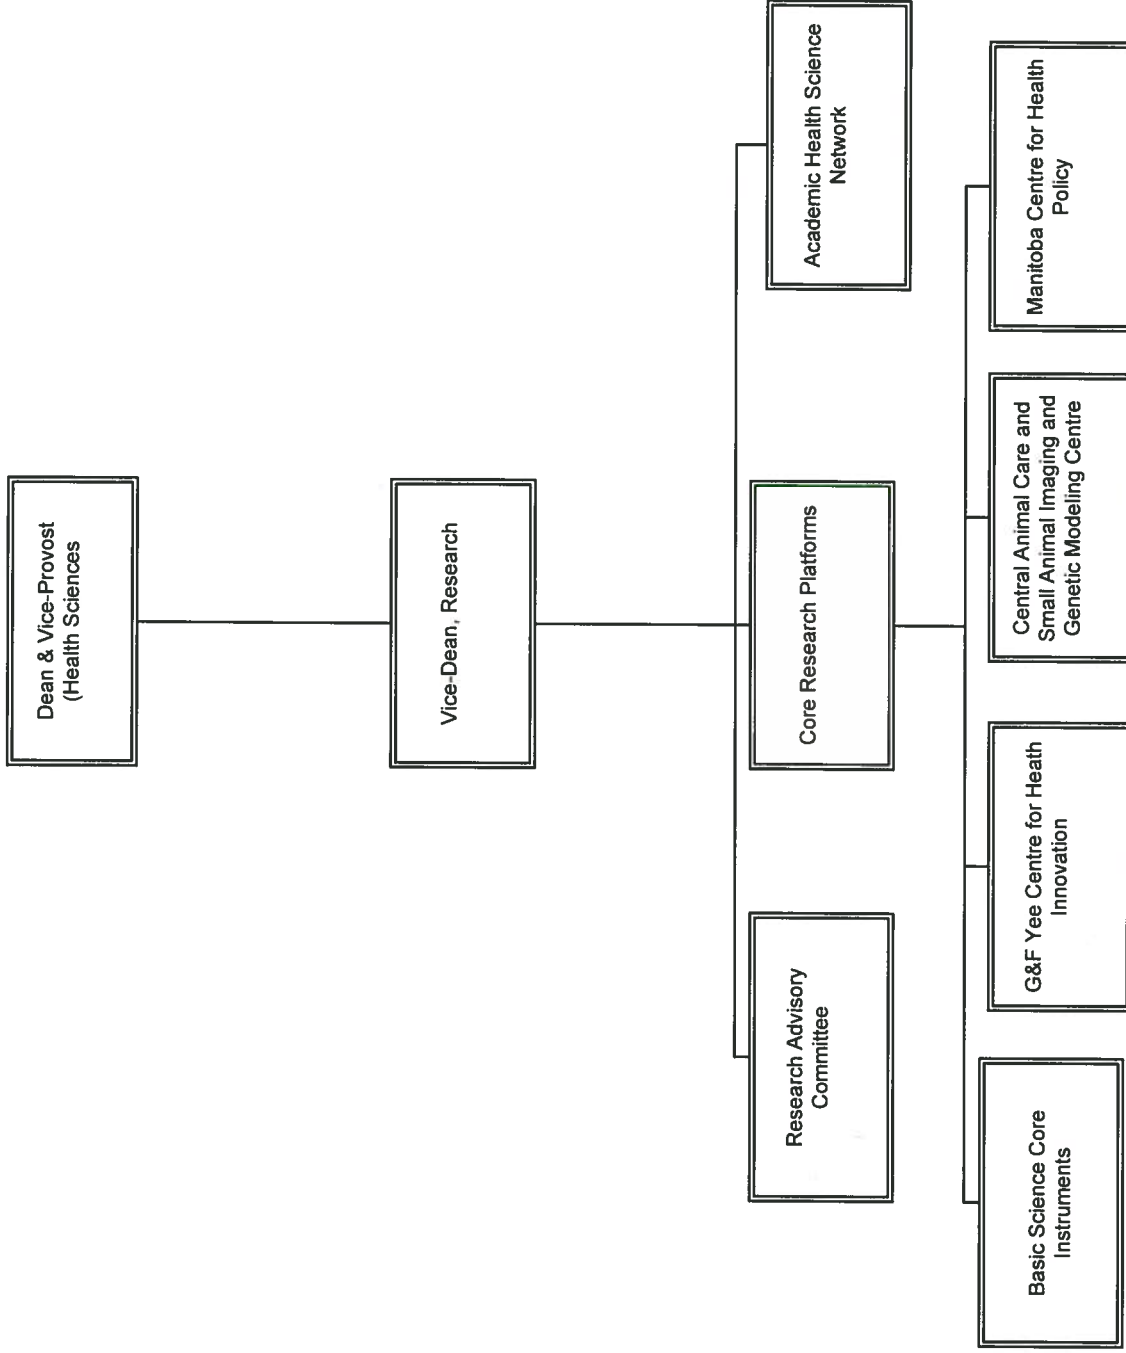 Dean & Vice-Provost
(Health Sciences
Vice-Dean, Research
Research Advisory
Committee
Core Research Platforms
Academic Health Science
Network
Basic Science Core
Instruments
G&F Yee Centre for Heath
Innovation
Central Animal Care and
Small Animal Imaging and
Genetic Modeling Centre
Manitoba Centre for Health
Policy